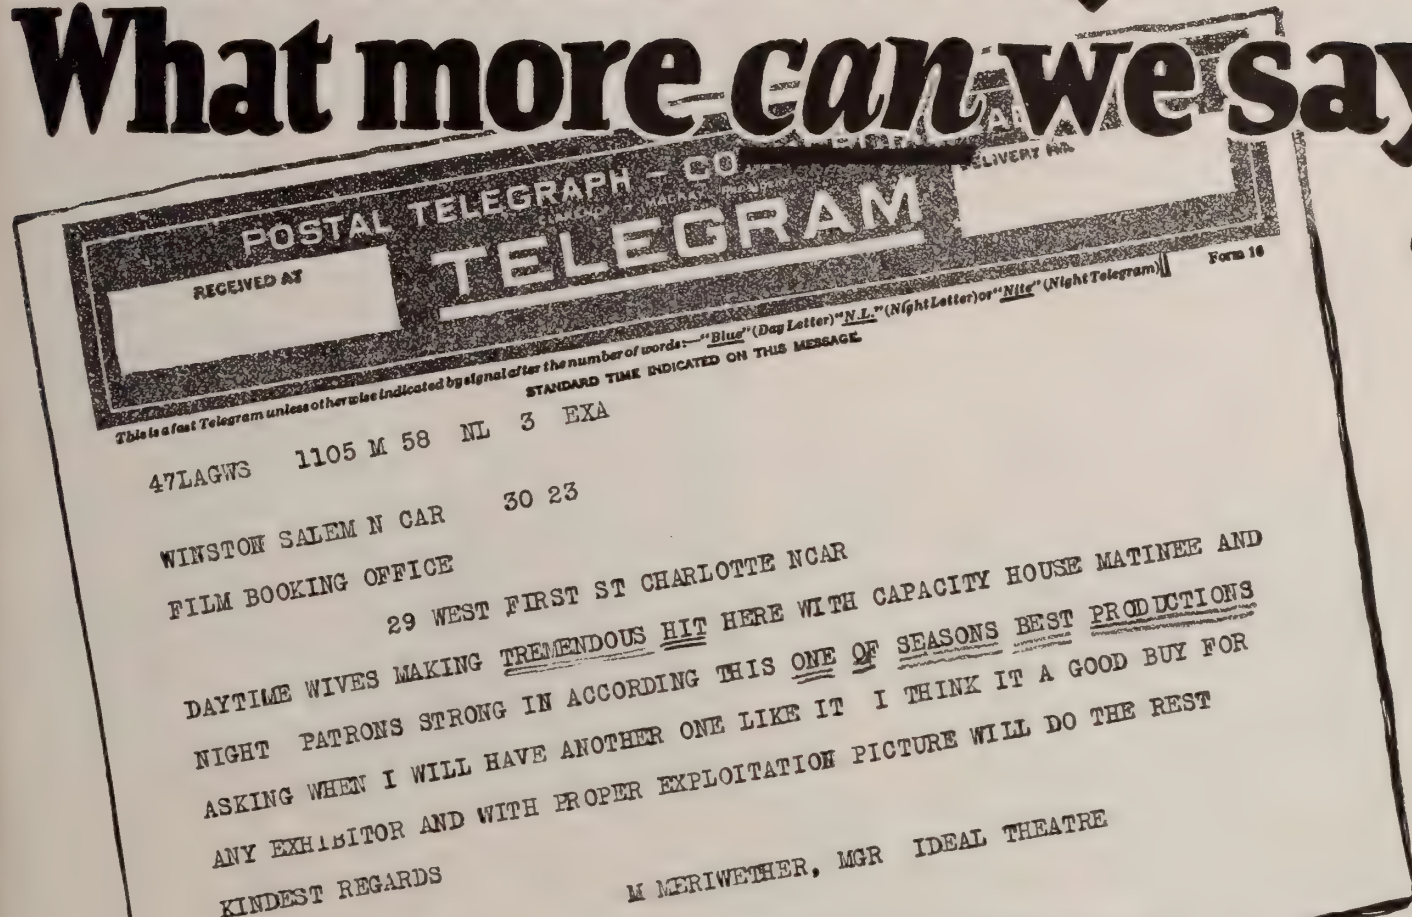 What more can we say
POSTAL TELEGRAPH - CO
TELEGRAM
RECEIVED AT
Form 16
This is a fast Telegram unless otherwise indicated by signal after the number of words:—"Blue" (Day Letter) "N.L." (Night Letter) or "Nite" (Night Telegram)
STANDARD TIME INDICATED ON THIS MESSAGE.
47LAGWS 1105 M 58 NL 3 EXA
WINSTON SALEM N CAR 30 23
FILM BOOKING OFFICE
29 WEST FIRST ST CHARLOTTE NCAR
DAYTIME WIVES MAKING TREMENDOUS HIT HERE WITH CAPACITY HOUSE MATINEE AND
NIGHT PATRONS STRONG IN ACCORDING THIS ONE OF SEASONS BEST PRODUCTIONS
ASKING WHEN I WILL HAVE ANOTHER ONE LIKE IT I THINK IT A GOOD BUY FOR
ANY EXHIBITOR AND WITH PROPER EXPLOITATION PICTURE WILL DO THE REST
KINDEST REGARDS
M MERIWETHER, MGR IDEAL THEATRE